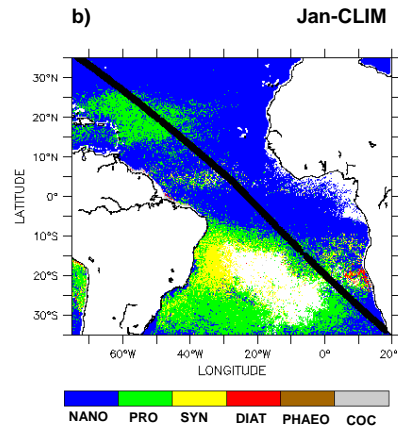 b) Jan-CLIM
30°N
20°N
10°N
0°
10°S
20°S
30°S
LATITUDE
60°W 40°W 20°W 0° 20°
LONGITUDE
NANO PRO SYN DIAT PHAEO COC